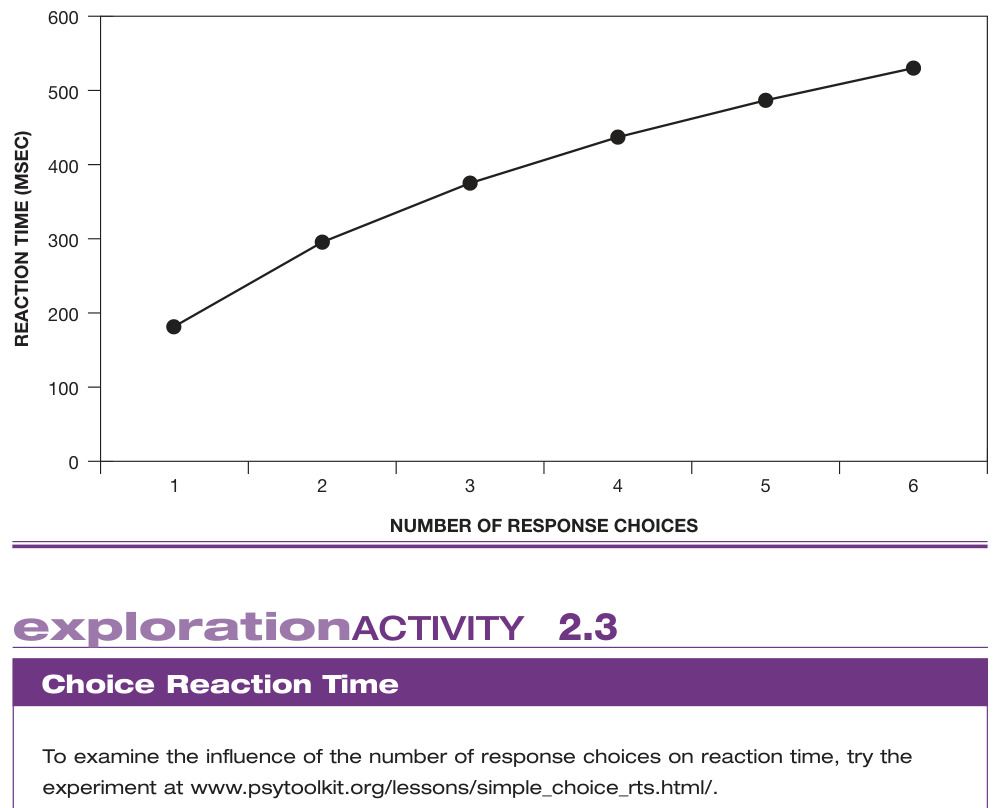 600
500
400
300
200
100
0
REACTION TIME (MSEC)
1 2 3 4 5 6
NUMBER OF RESPONSE CHOICES
explorationACTIVITY 2.3
Choice Reaction Time
To examine the influence of the number of response choices on reaction time, try the
experiment at www.psytoolkit.org/lessons/simple_choice_rts.html/.